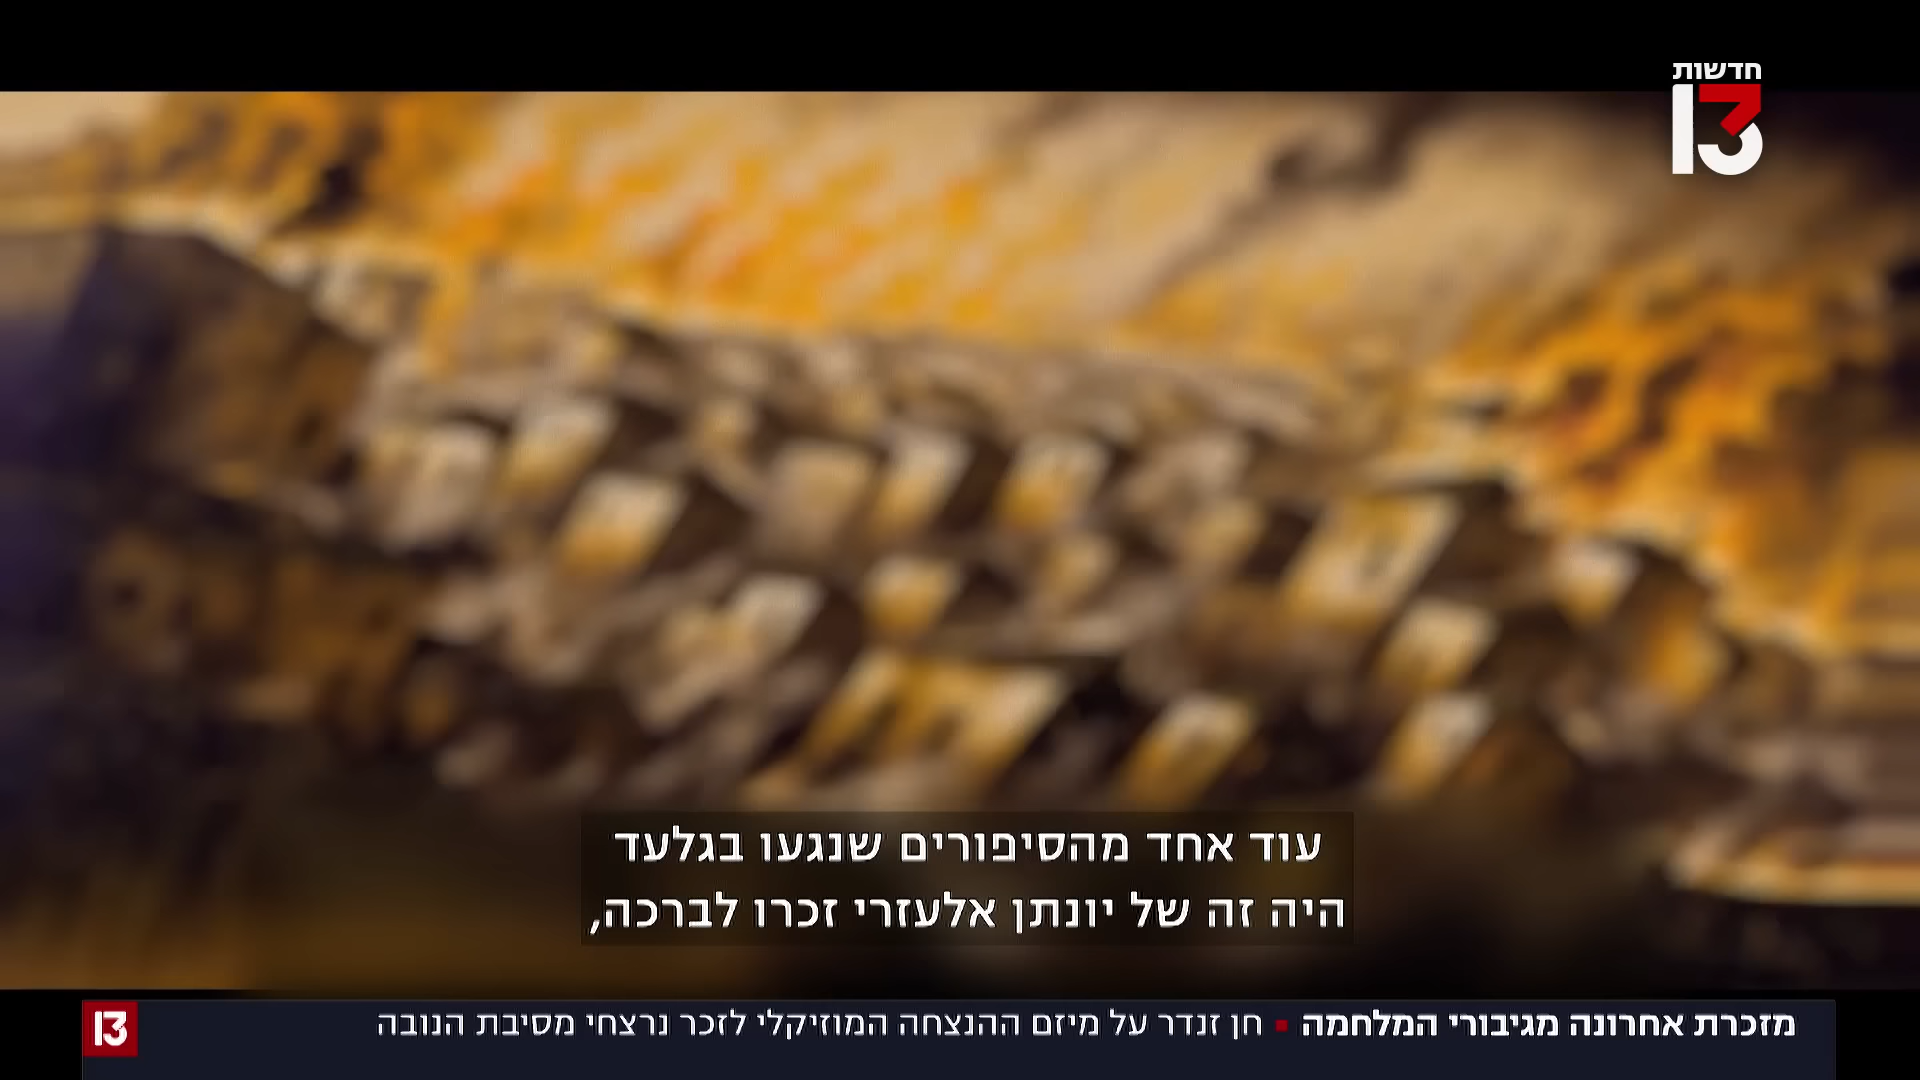 חדשות
13
עוד אחד מהסיפורים שנגעו בגלעד
היה זה של יונתן אלעזרי זכרו לברכה,
מזכרת אחרונה מגיבורי המלחמה ▪ חן זנדר על מיזם ההנצחה המוזיקלי לזכר נרצחי מסיבת הנובה
13